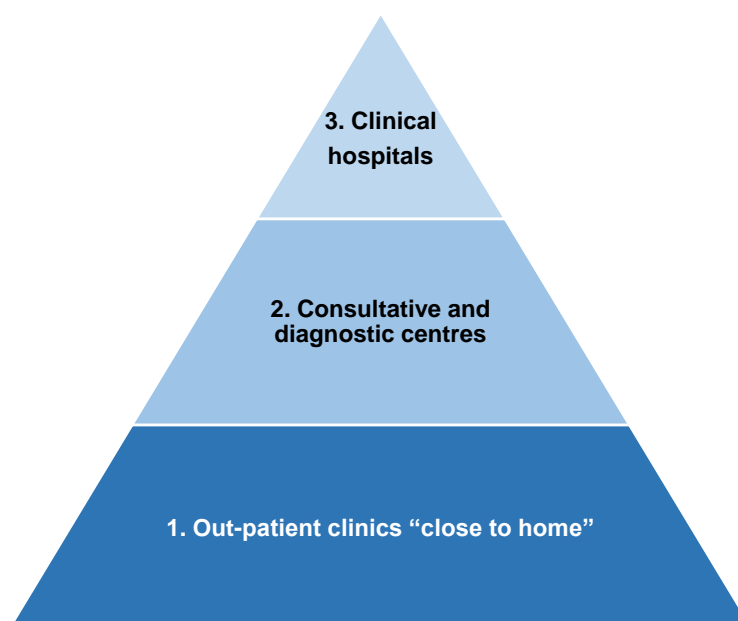 3. Clinical
hospitals
2. Consultative and
diagnostic centres
1. Out-patient clinics “close to home”